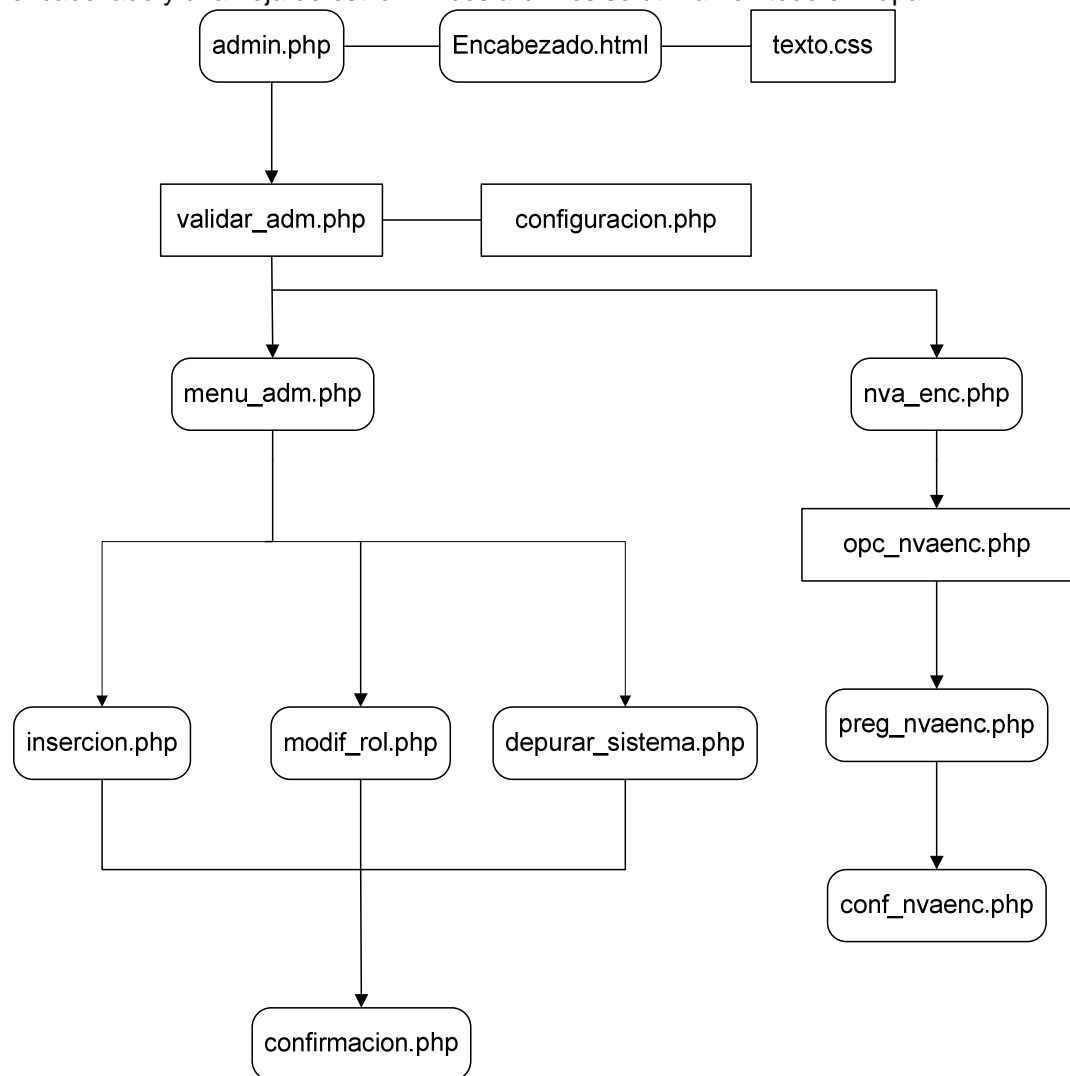 admin.php
Encabezado.html
texto.css
validar_adm.php
configuracion.php
menu_adm.php
nva_enc.php
opc_nvaenc.php
insercion.php
modif_rol.php
depurar_sistema.php
preg_nvaenc.php
conf_nvaenc.php
confirmacion.php